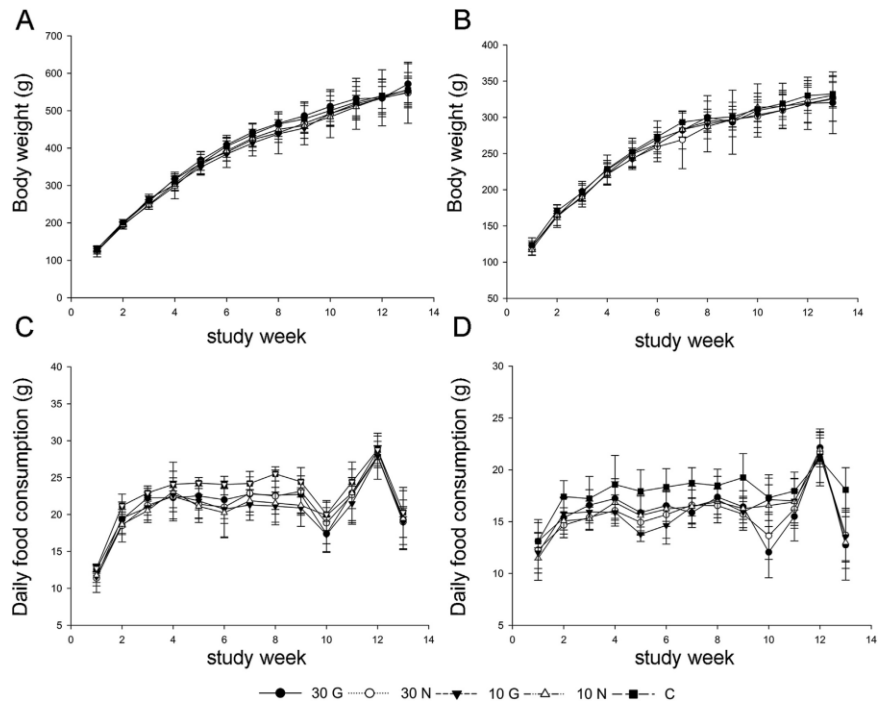 A
Body weight (g)
700
600
500
400
300
200
100
0
0 2 4 6 8 10 12 14
study week
B
Body weight (g)
400
350
300
250
200
150
100
50
0 2 4 6 8 10 12 14
study week
C
Daily food consumption (g)
40
35
30
25
20
15
10
5
0 2 4 6 8 10 12 14
study week
D
Daily food consumption (g)
30
25
20
15
10
5
0 2 4 6 8 10 12 14
study week
30 G 30 N 10 G 10 N C